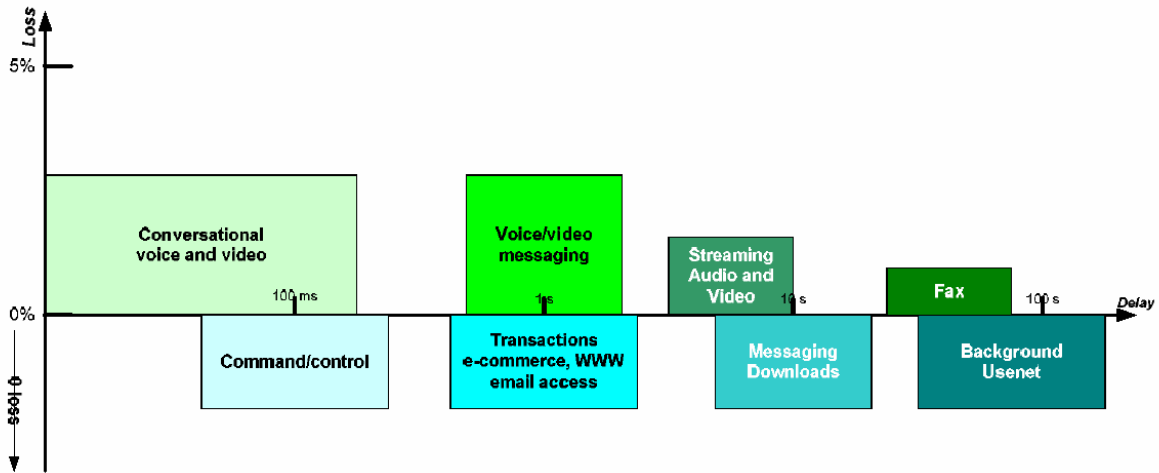 Loss
5%
Conversational
voice and video
Voice/video
messaging
Streaming
Audio and
Video
Fax
100 ms
1 s
10 s
100 s
0%
Delay
Command/control
Transactions
e-commerce, WWW
email access
Messaging
Downloads
Background
Usenet
0 loss